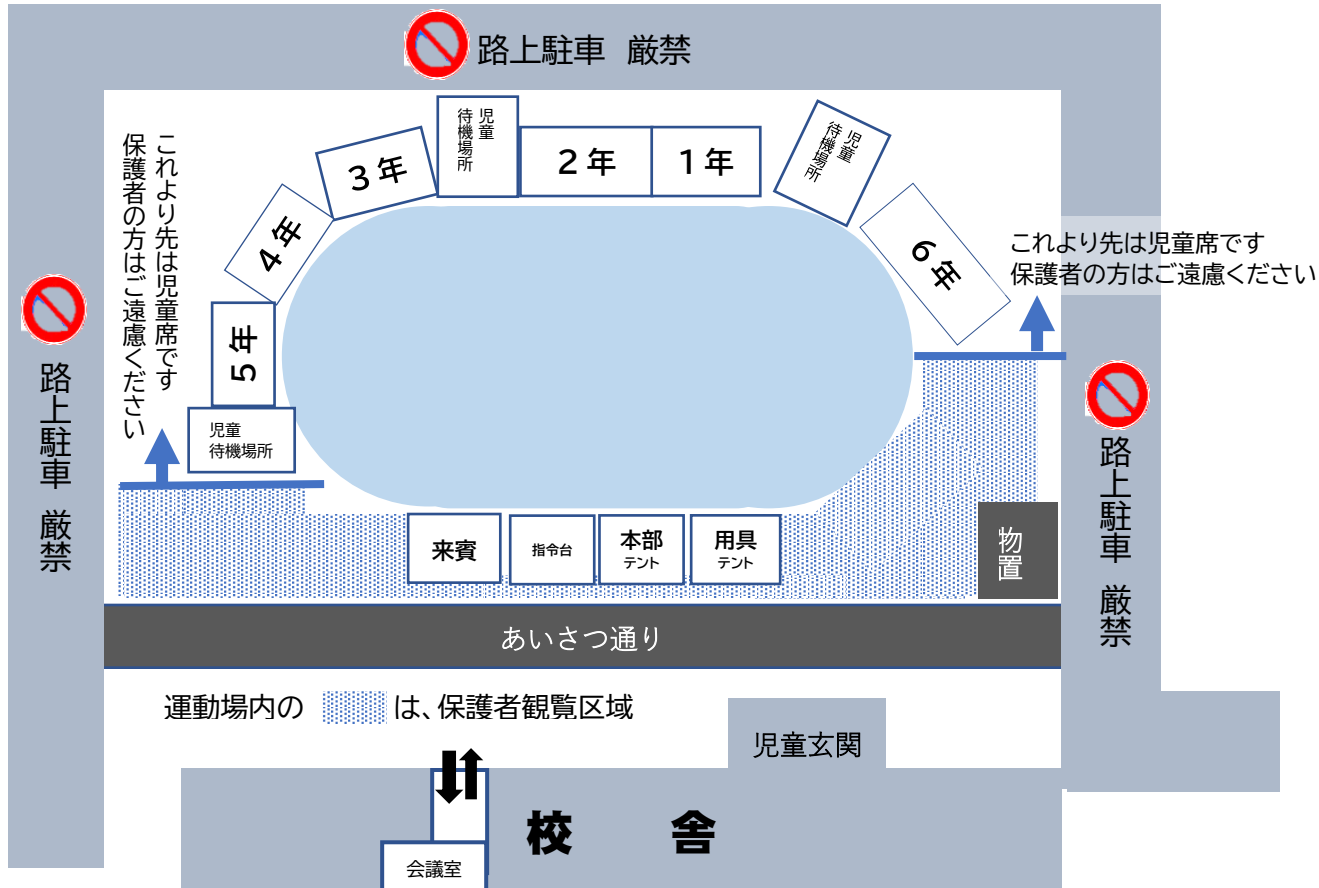 路上駐車 厳禁
これより先は児童席です
保護者の方はご遠慮ください
3年
児童
待機場所
2年
1年
児童
待機場所
4年
6年
これより先は児童席です
保護者の方はご遠慮ください
5年
児童
待機場所
路上駐車 厳禁
路上駐車 厳禁
来賓
指令台
本部
テント
用具
テント
物置
あいさつ通り
運動場内の は、保護者観覧区域
児童玄関
校 舎
会議室